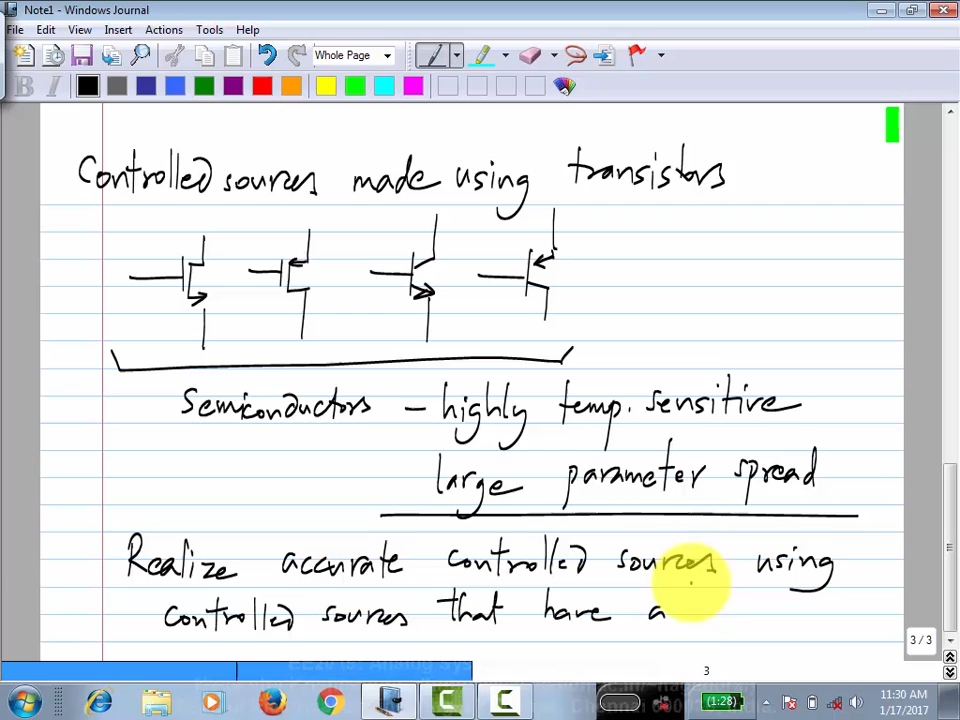 Note1 - Windows Journal
File Edit View Insert Actions Tools Help
Whole Page
B I
Controlled sources made using transistors
Semiconductors - highly temp. sensitive
large parameter spread
Realize accurate controlled sources using
controlled sources that have a
3/3
3
(1:28)
11:30 AM
1/17/2017